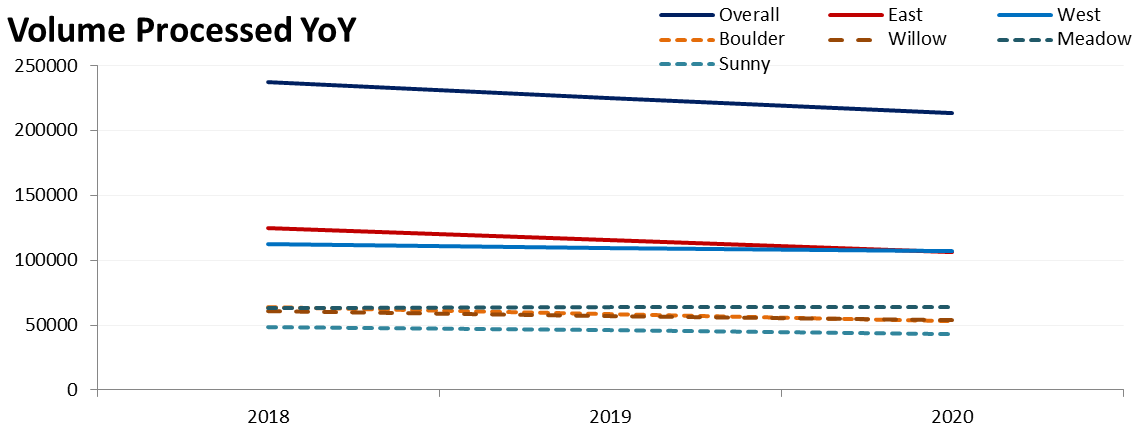 Volume Processed YoY
Overall East West
Boulder Willow Meadow
Sunny
250000
200000
150000
100000
50000
0
2018 2019 2020